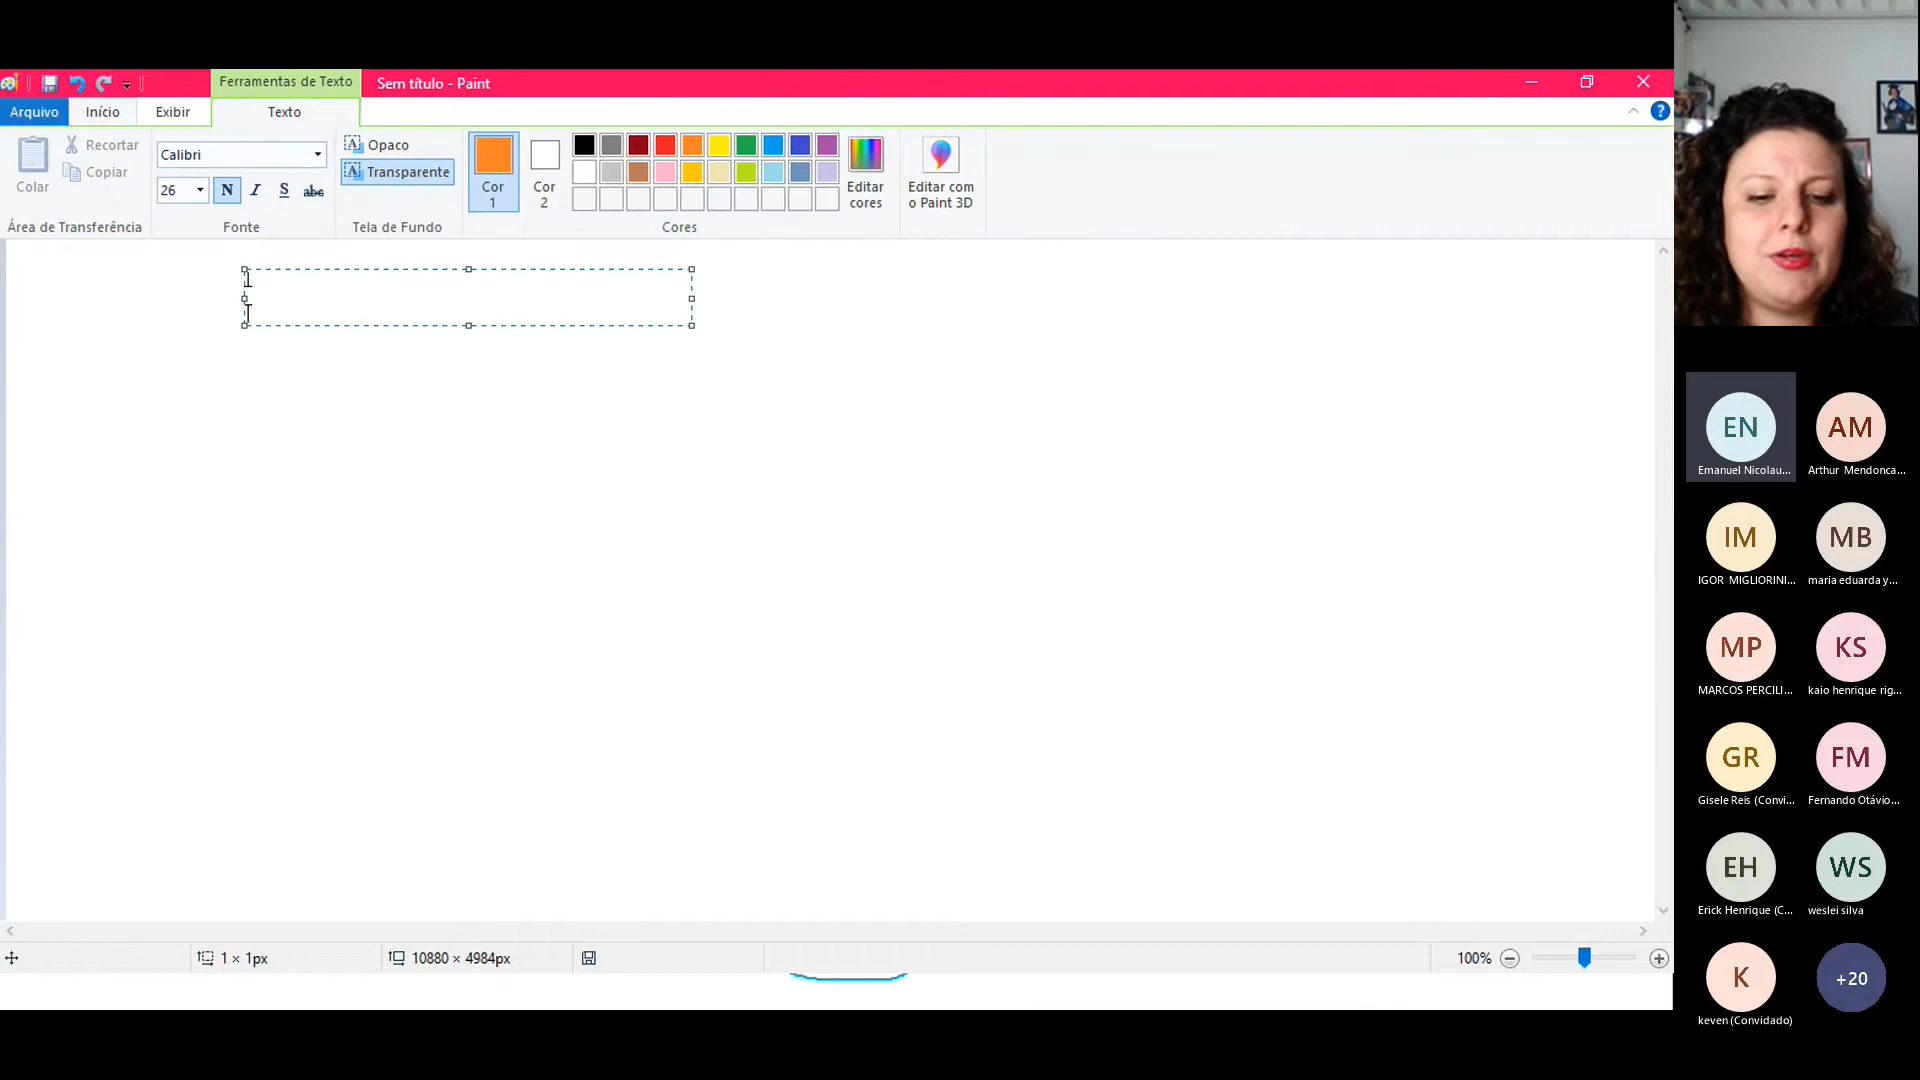 Ferramentas de Texto
Sem título - Paint
Arquivo
Início
Exibir
Texto
Colar
Recortar
Copiar
Área de Transferência
Calibri
26
N I S abc
Fonte
Opaco
Transparente
Tela de Fundo
Cor
1
Cor
2
Editar
cores
Cores
Editar com
o Paint 3D
1 × 1px
10880 × 4984px
100%
EN
Emanuel Nicolau...
AM
Arthur Mendonca...
IM
IGOR MIGLIORINI...
MB
maria eduarda y...
MP
MARCOS PERCILI...
KS
kaio henrique rig...
GR
Gisele Reis (Convi...
FM
Fernando Otávio...
EH
Erick Henrique (C...
WS
weslei silva
K
keven (Convidado)
+20